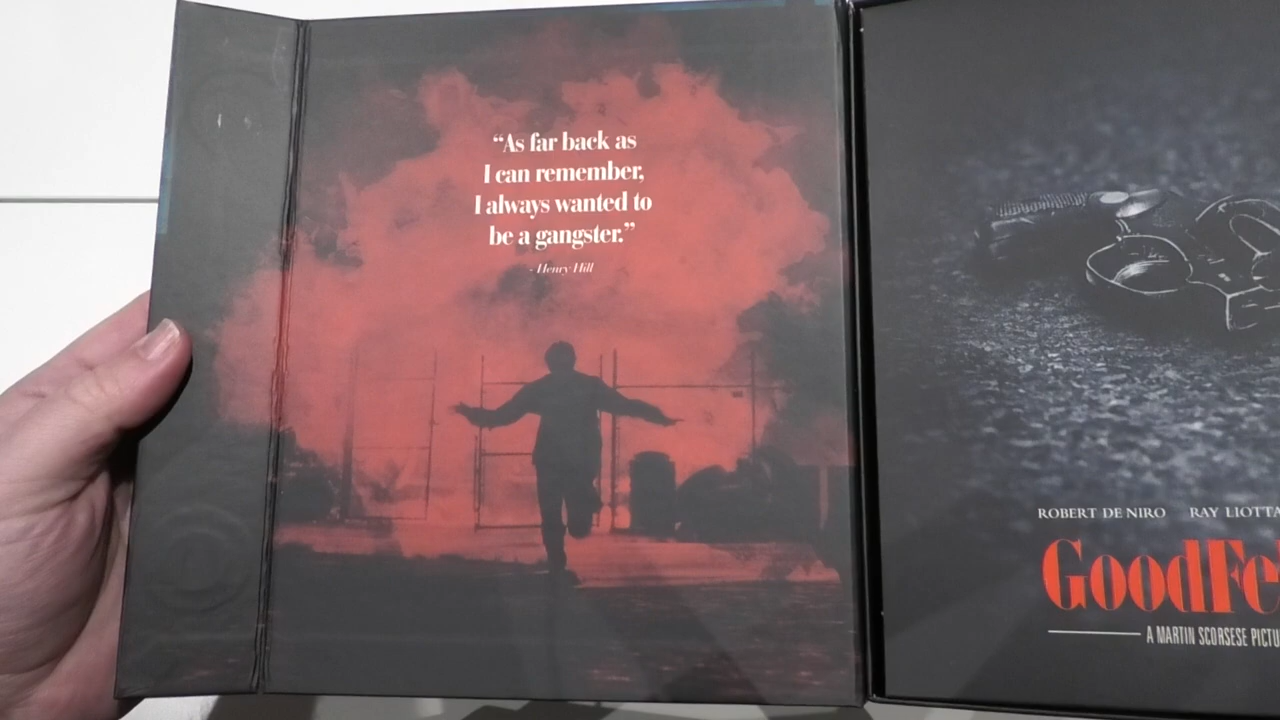 “As far back as
I can remember,
I always wanted to
be a gangster.”
- Henry Hill
ROBERT DE NIRO RAY LIOTTA
GoodFe
A MARTIN SCORSESE PICTU